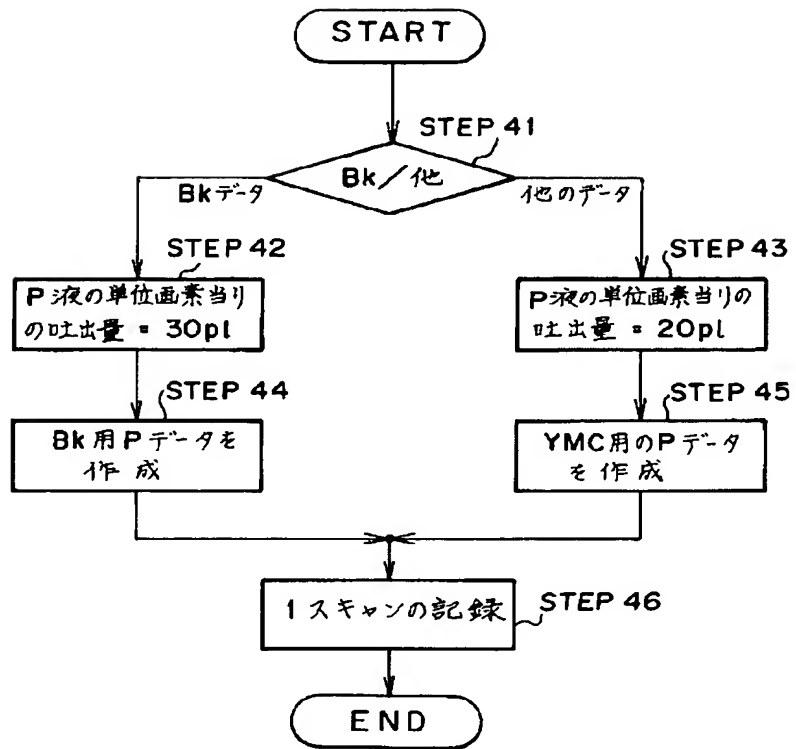 START
STEP 41
Bk/他
Bkデータ
他のデータ
STEP 42
P液の単位画素当り
の吐出量=30pl
STEP 43
P液の単位画素当りの
吐出量=20pl
STEP 44
Bk用Pデータを
作成
STEP 45
YMC用のPデータ
を作成
1スキャンの記録
STEP 46
END